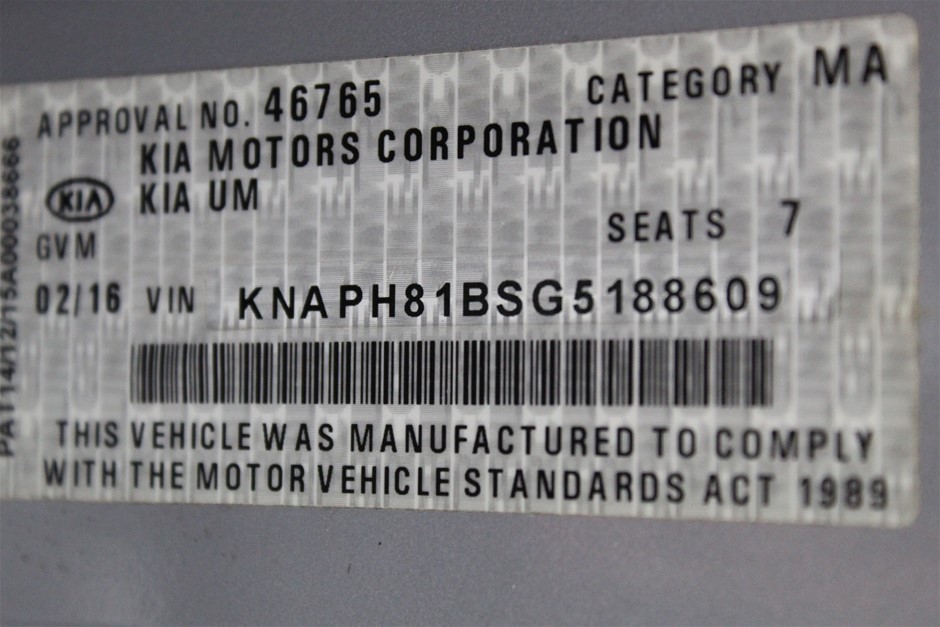 APPROVAL NO. 46765 CATEGORY MA
KIA MOTORS CORPORATION
KIA KIA UM
SEATS 7
GVM
02/16 VIN KNAPH81BSG5188609
THIS VEHICLE WAS MANUFACTURED TO COMPLY
WITH THE MOTOR VEHICLE STANDARDS ACT 1989
PAT14/12/15A000038666